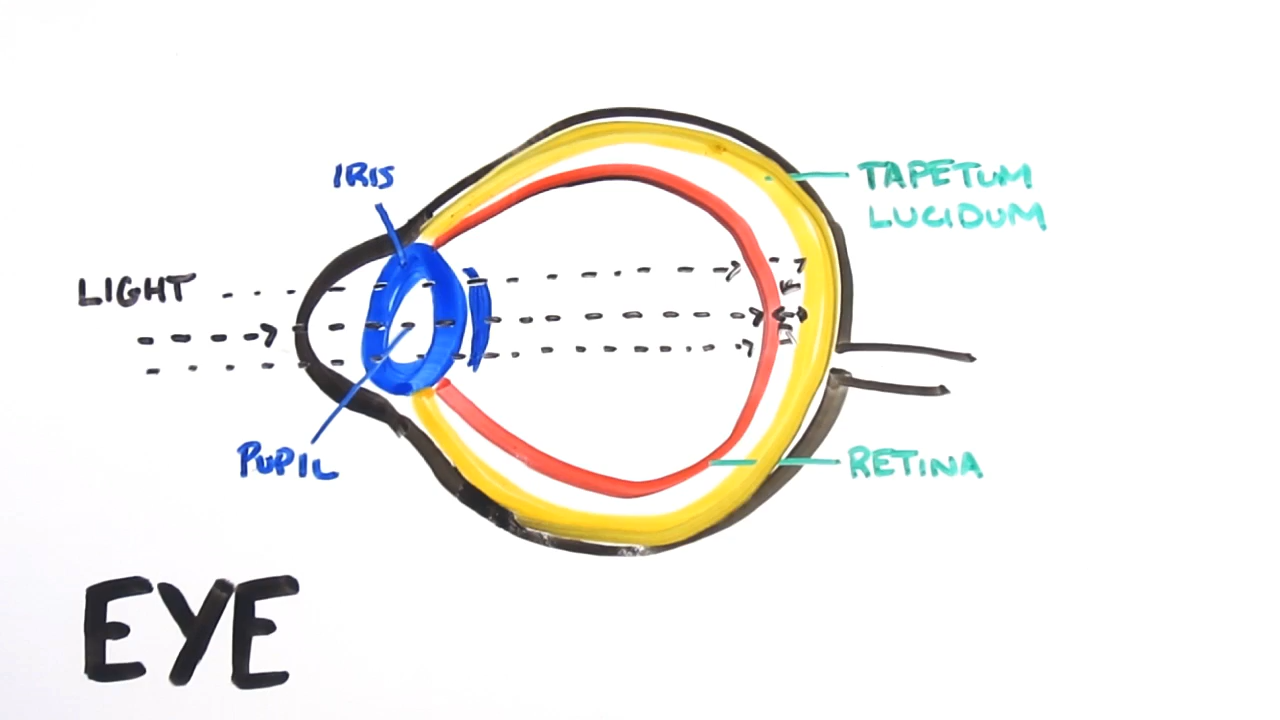 IRIS
TAPETUM
LUCIDUM
LIGHT
PUPIL
RETINA
EYE